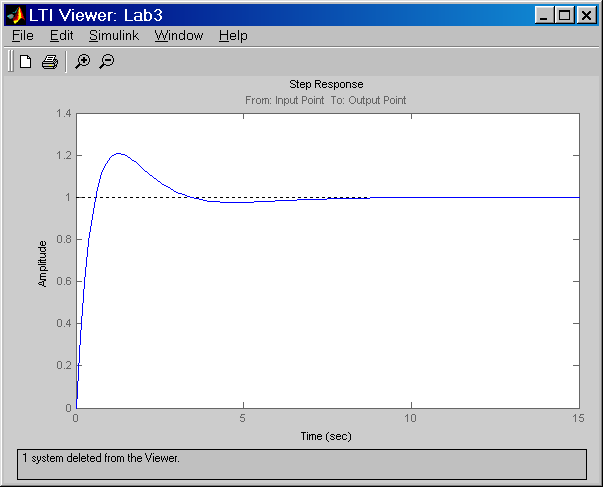 LTI Viewer: Lab3
File Edit Simulink Window Help
Step Response
From: Input Point To: Output Point
1.4
1.2
1
0.8
0.6
0.4
0.2
0
Amplitude
0 5 10 15
Time (sec)
1 system deleted from the Viewer.